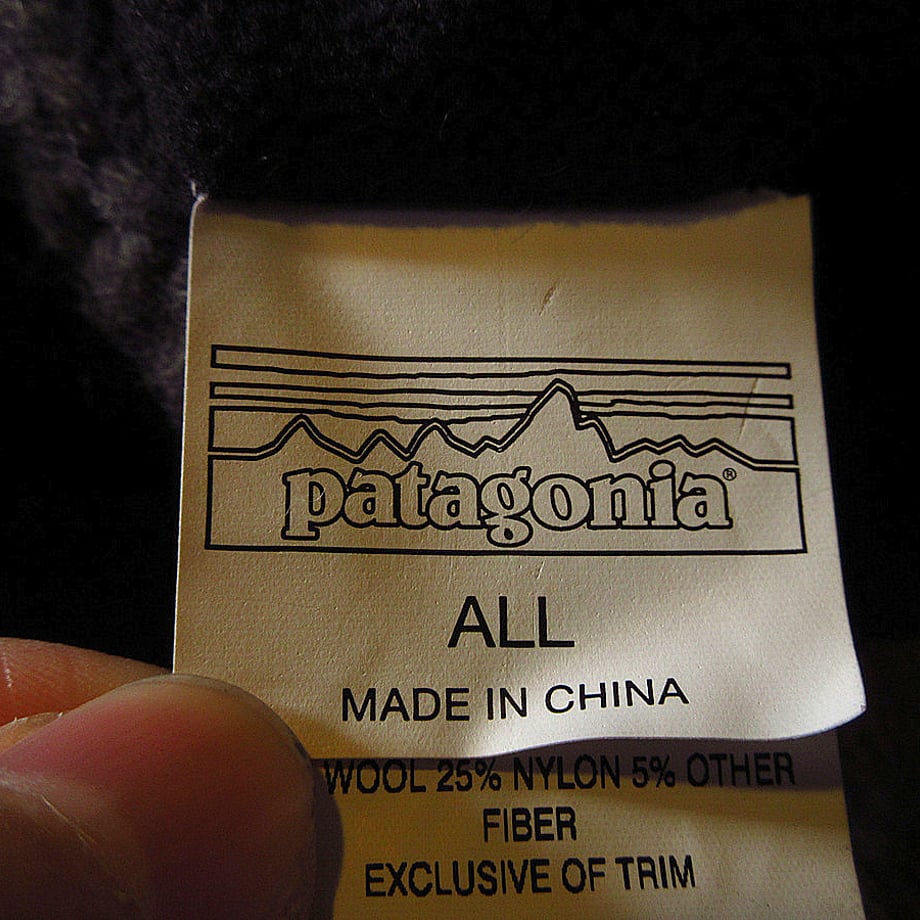 patagonia®
ALL
MADE IN CHINA
WOOL 25% NYLON 5% OTHER
FIBER
EXCLUSIVE OF TRIM